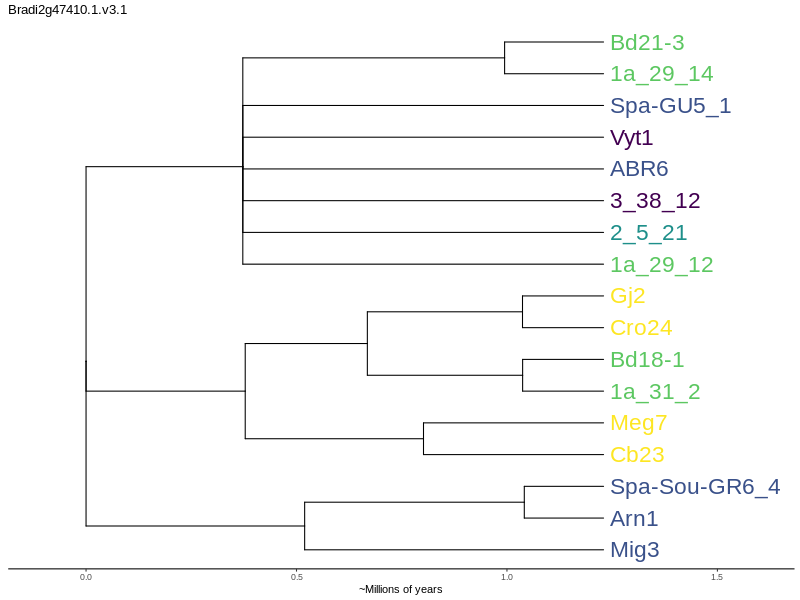 Bradi2g47410.1.v3.1
Bd21-3
1a_29_14
Spa-GU5_1
Vyt1
ABR6
3_38_12
2_5_21
1a_29_12
Gj2
Cro24
Bd18-1
1a_31_2
Meg7
Cb23
Spa-Sou-GR6_4
Arn1
Mig3
0.0 0.5 1.0 1.5
~Millions of years